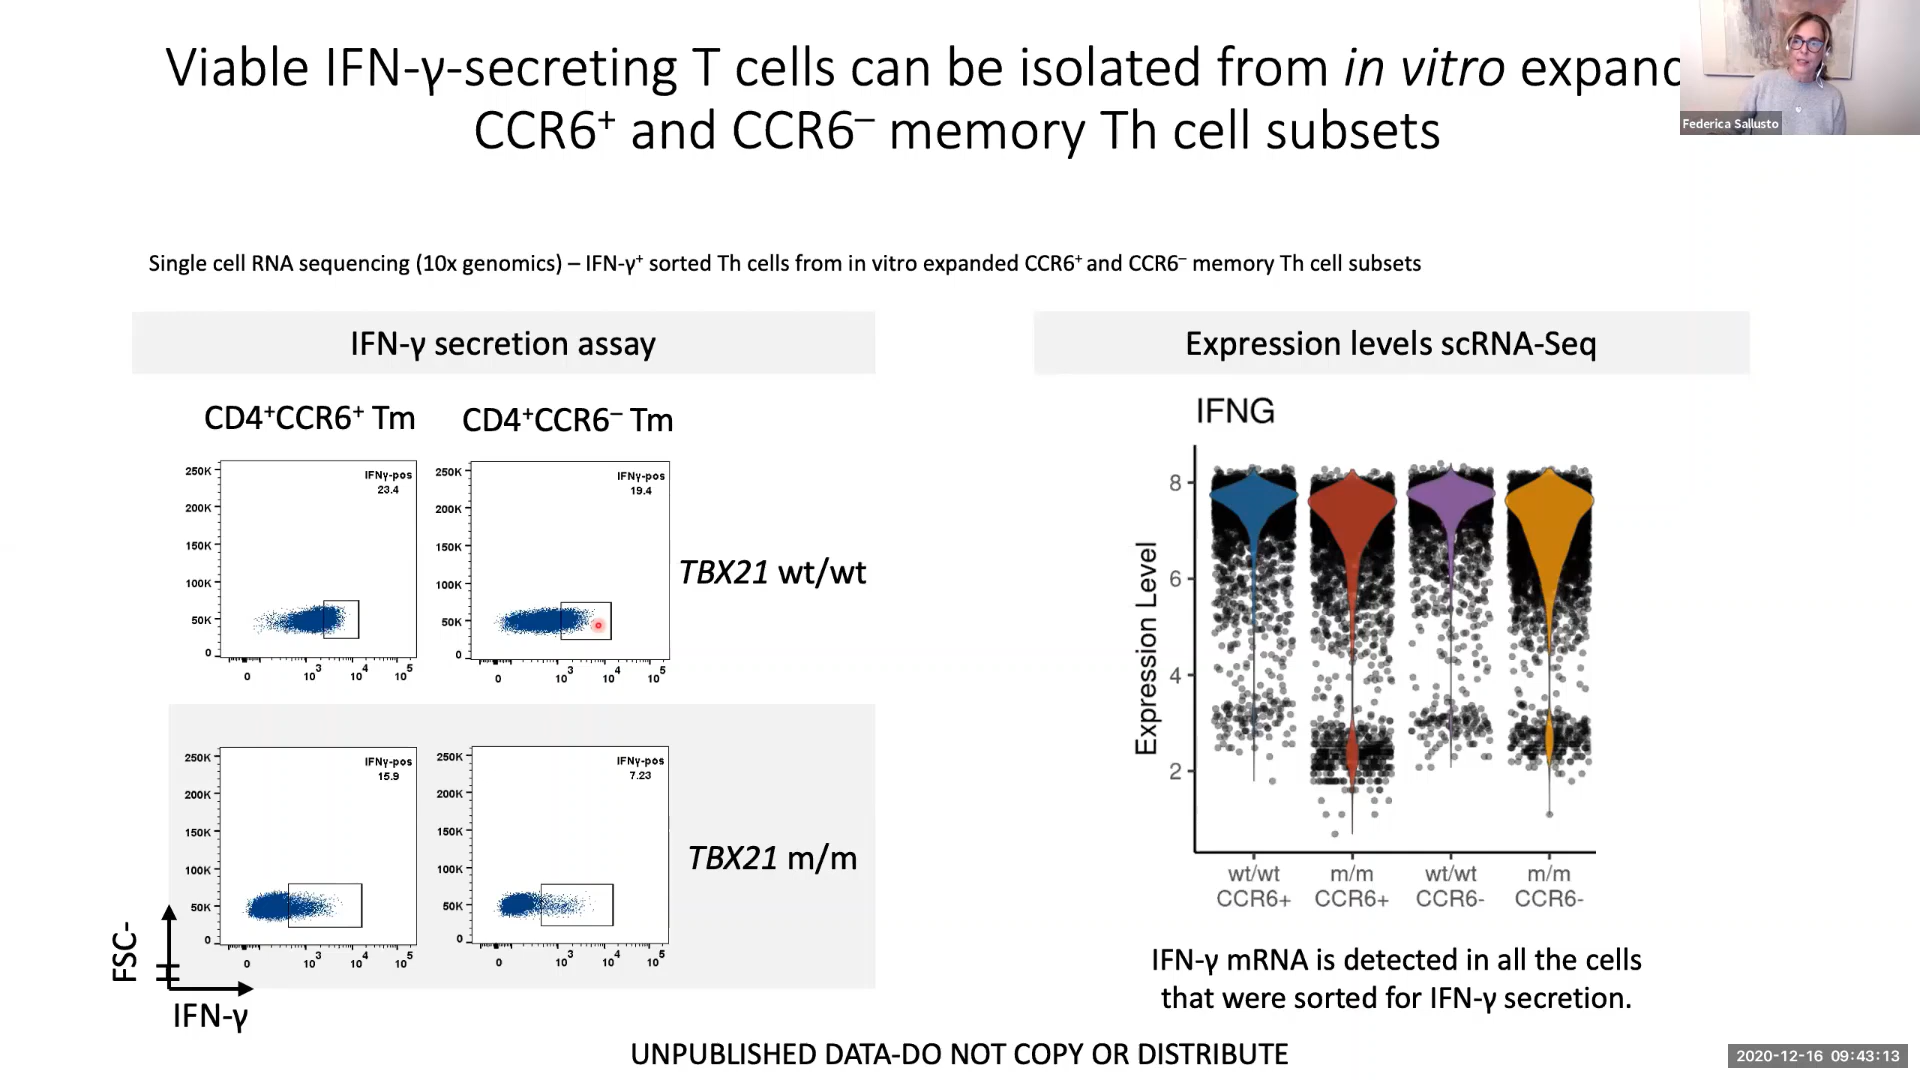 Viable IFN-γ-secreting T cells can be isolated from in vitro expand
CCR6⁺ and CCR6⁻ memory Th cell subsets
Federica Sallusto
Single cell RNA sequencing (10x genomics) – IFN-γ⁺ sorted Th cells from in vitro expanded CCR6⁺ and CCR6⁻ memory Th cell subsets
IFN-γ secretion assay
CD4⁺CCR6⁺ Tm
CD4⁺CCR6⁻ Tm
250K
200K
150K
100K
50K
0
IFNγ-pos
23.4
0 10³ 10⁴ 10⁵
250K
200K
150K
100K
50K
0
IFNγ-pos
19.4
0 10³ 10⁴ 10⁵
TBX21 wt/wt
250K
200K
150K
100K
50K
0
IFNγ-pos
15.9
0 10³ 10⁴ 10⁵
250K
200K
150K
100K
50K
0
IFNγ-pos
7.23
0 10³ 10⁴ 10⁵
TBX21 m/m
FSC-
IFN-γ
Expression levels scRNA-Seq
IFNG
Expression Level
8
6
4
2
wt/wt m/m wt/wt m/m
CCR6+ CCR6+ CCR6- CCR6-
IFN-γ mRNA is detected in all the cells
that were sorted for IFN-γ secretion.
UNPUBLISHED DATA-DO NOT COPY OR DISTRIBUTE
2020-12-16 09:43:13